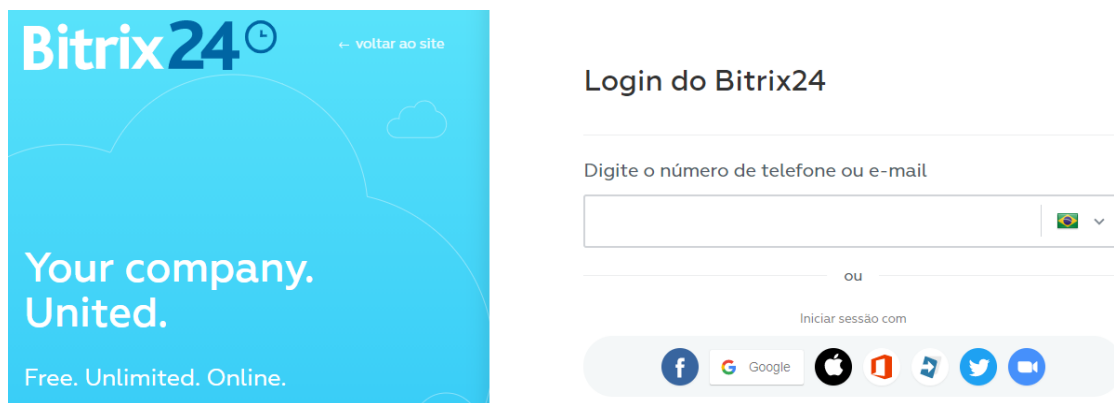 Bitrix24
← voltar ao site
Your company.
United.
Free. Unlimited. Online.
Login do Bitrix24
Digite o número de telefone ou e-mail
ou
Iniciar sessão com
Google